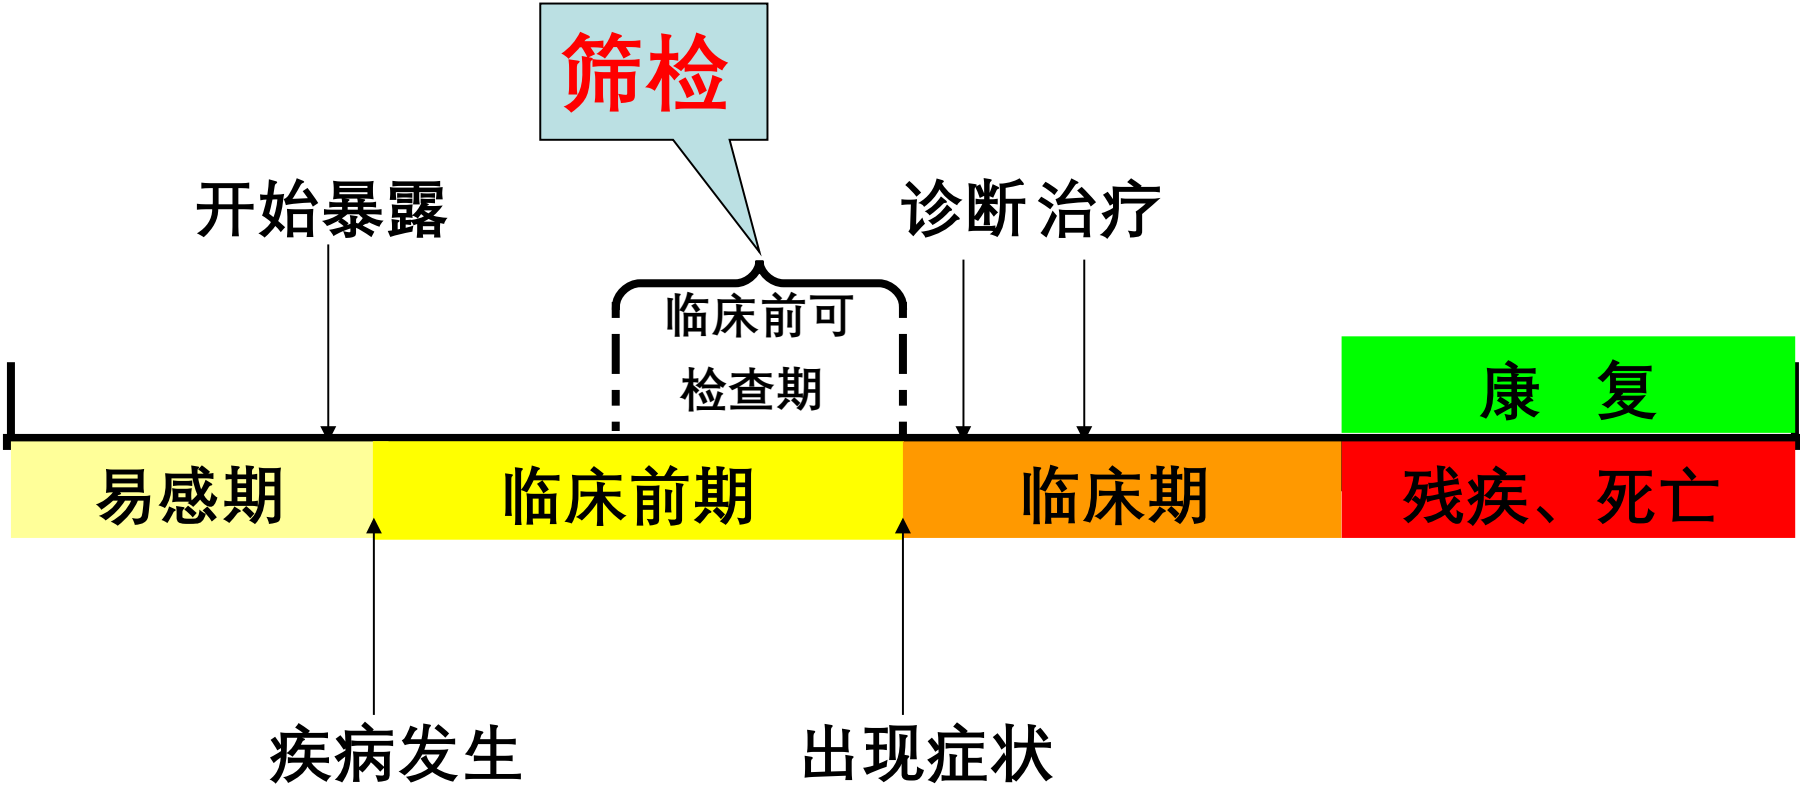 筛检
开始暴露
诊断 治疗
临床前可
检查期
康 复
易感期
临床前期
临床期
残疾、死亡
疾病发生
出现症状